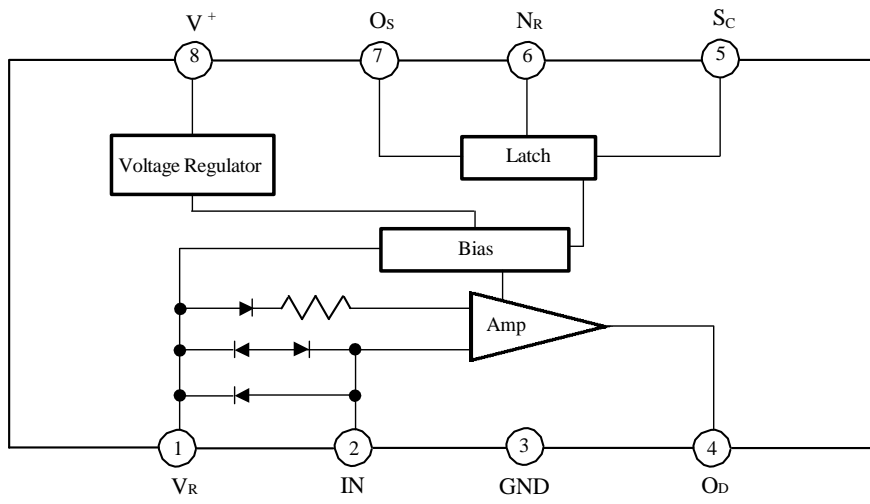 V + OS NR SC
8 7 6 5
Voltage Regulator Latch
Bias
Amp
1 2 3 4
VR IN GND OD